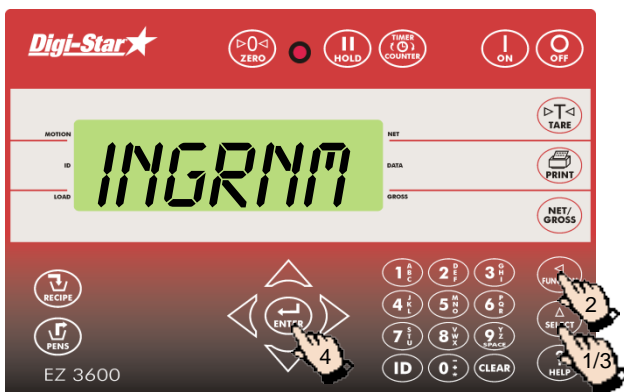 Digi-Star
▷0◁ ZERO
HOLD
TIMER
COUNTER
ON
OFF
▷T◁
TARE
MOTION
NET
ID
INGRNM
DATA
PRINT
LOAD
GROSS
NET/
GROSS
RECIPE
PENS
ENTER
1 A B C
2 D E F
3 G H I
4 J K L
5 M N O
6 P Q R
7 S T U
8 V W X
9 Y Z SPACE
ID
0
CLEAR
SELECT
HELP
2
1/3
4
EZ 3600